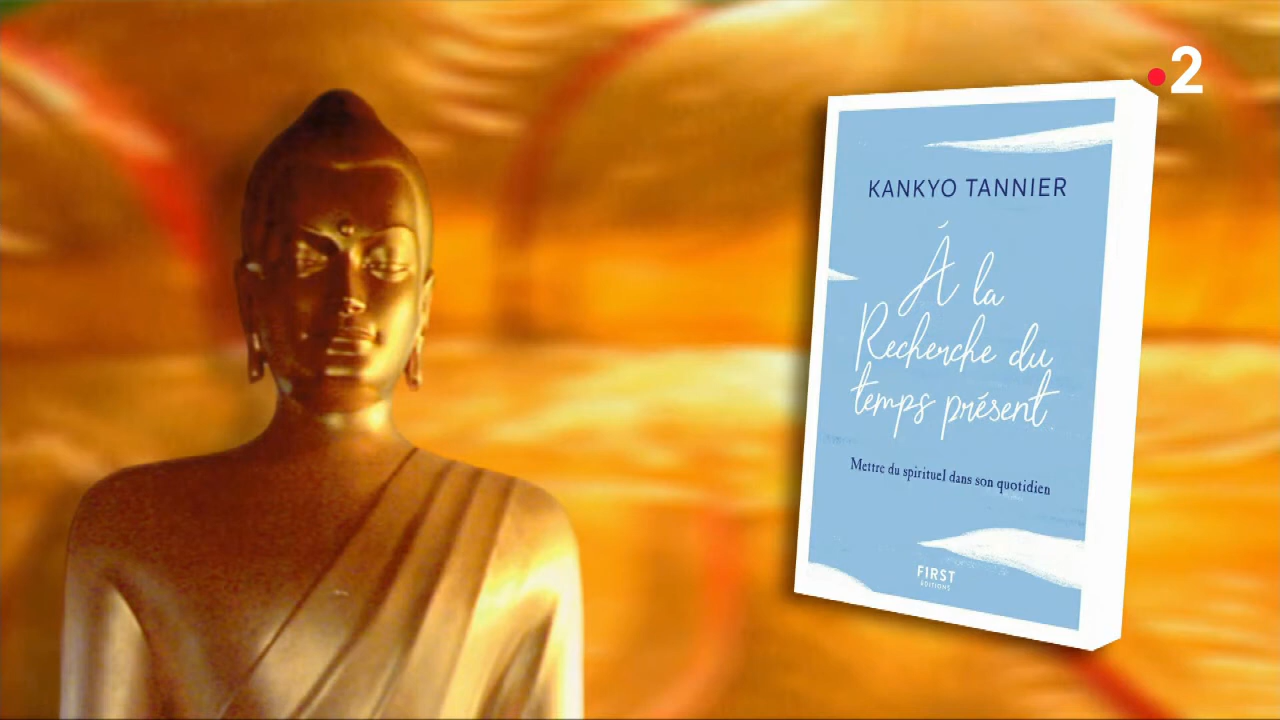 2
KANKYO TANNIER
À la
Recherche du
temps présent
Mettre du spirituel dans son quotidien
FIRST
ÉDITIONS